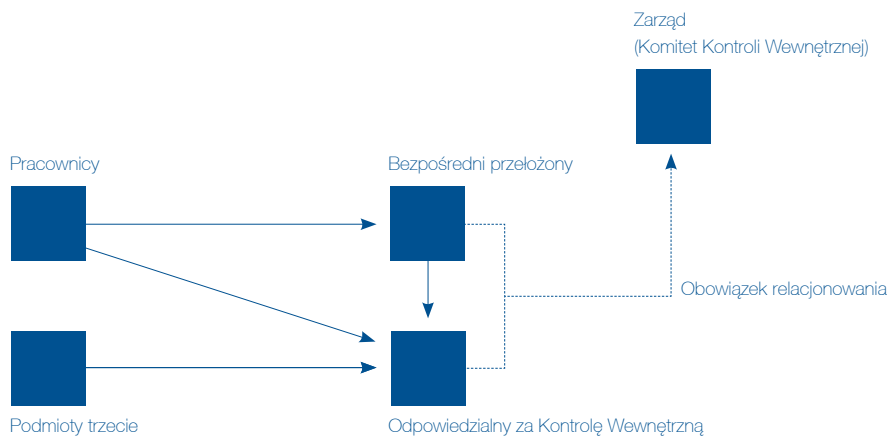 Zarząd
(Komitet Kontroli Wewnętrznej)
Pracownicy
Bezpośredni przełożony
Obowiązek relacjonowania
Podmioty trzecie
Odpowiedzialny za Kontrolę Wewnętrzną